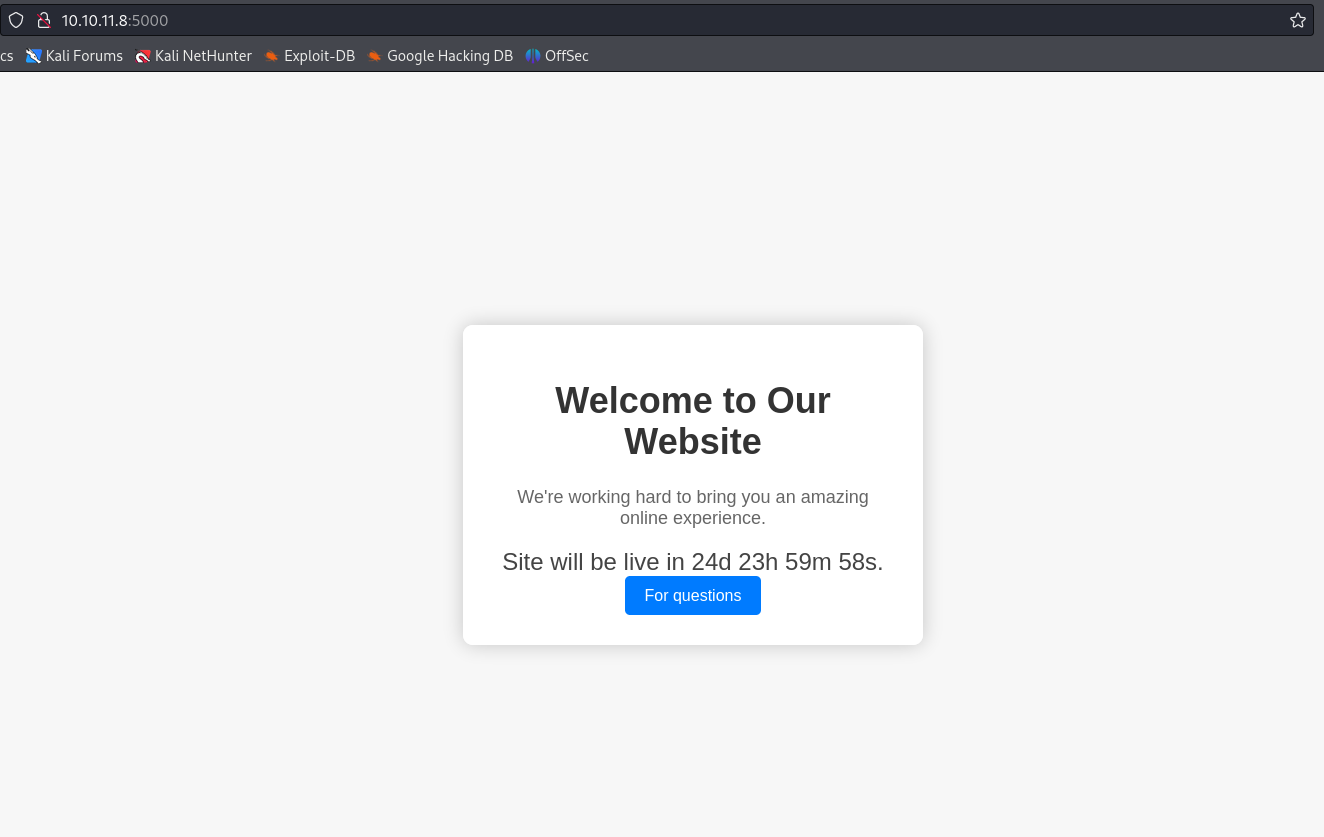 10.10.11.8:5000
cs Kali Forums Kali NetHunter Exploit-DB Google Hacking DB OffSec
Welcome to Our
Website
We're working hard to bring you an amazing
online experience.
Site will be live in 24d 23h 59m 58s.
For questions